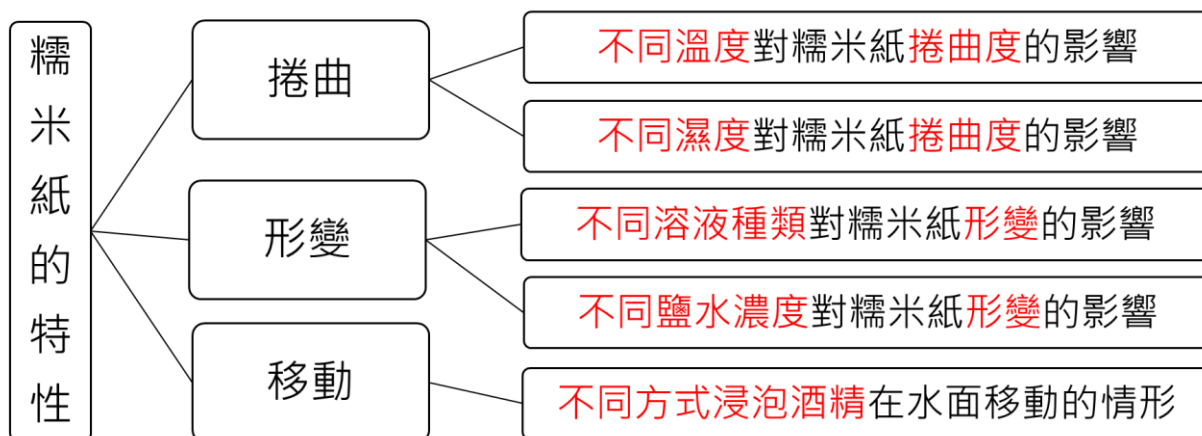 糯米紙的特性
捲曲
不同溫度對糯米紙捲曲度的影響
不同濕度對糯米紙捲曲度的影響
形變
不同溶液種類對糯米紙形變的影響
不同鹽水濃度對糯米紙形變的影響
移動
不同方式浸泡酒精在水面移動的情形